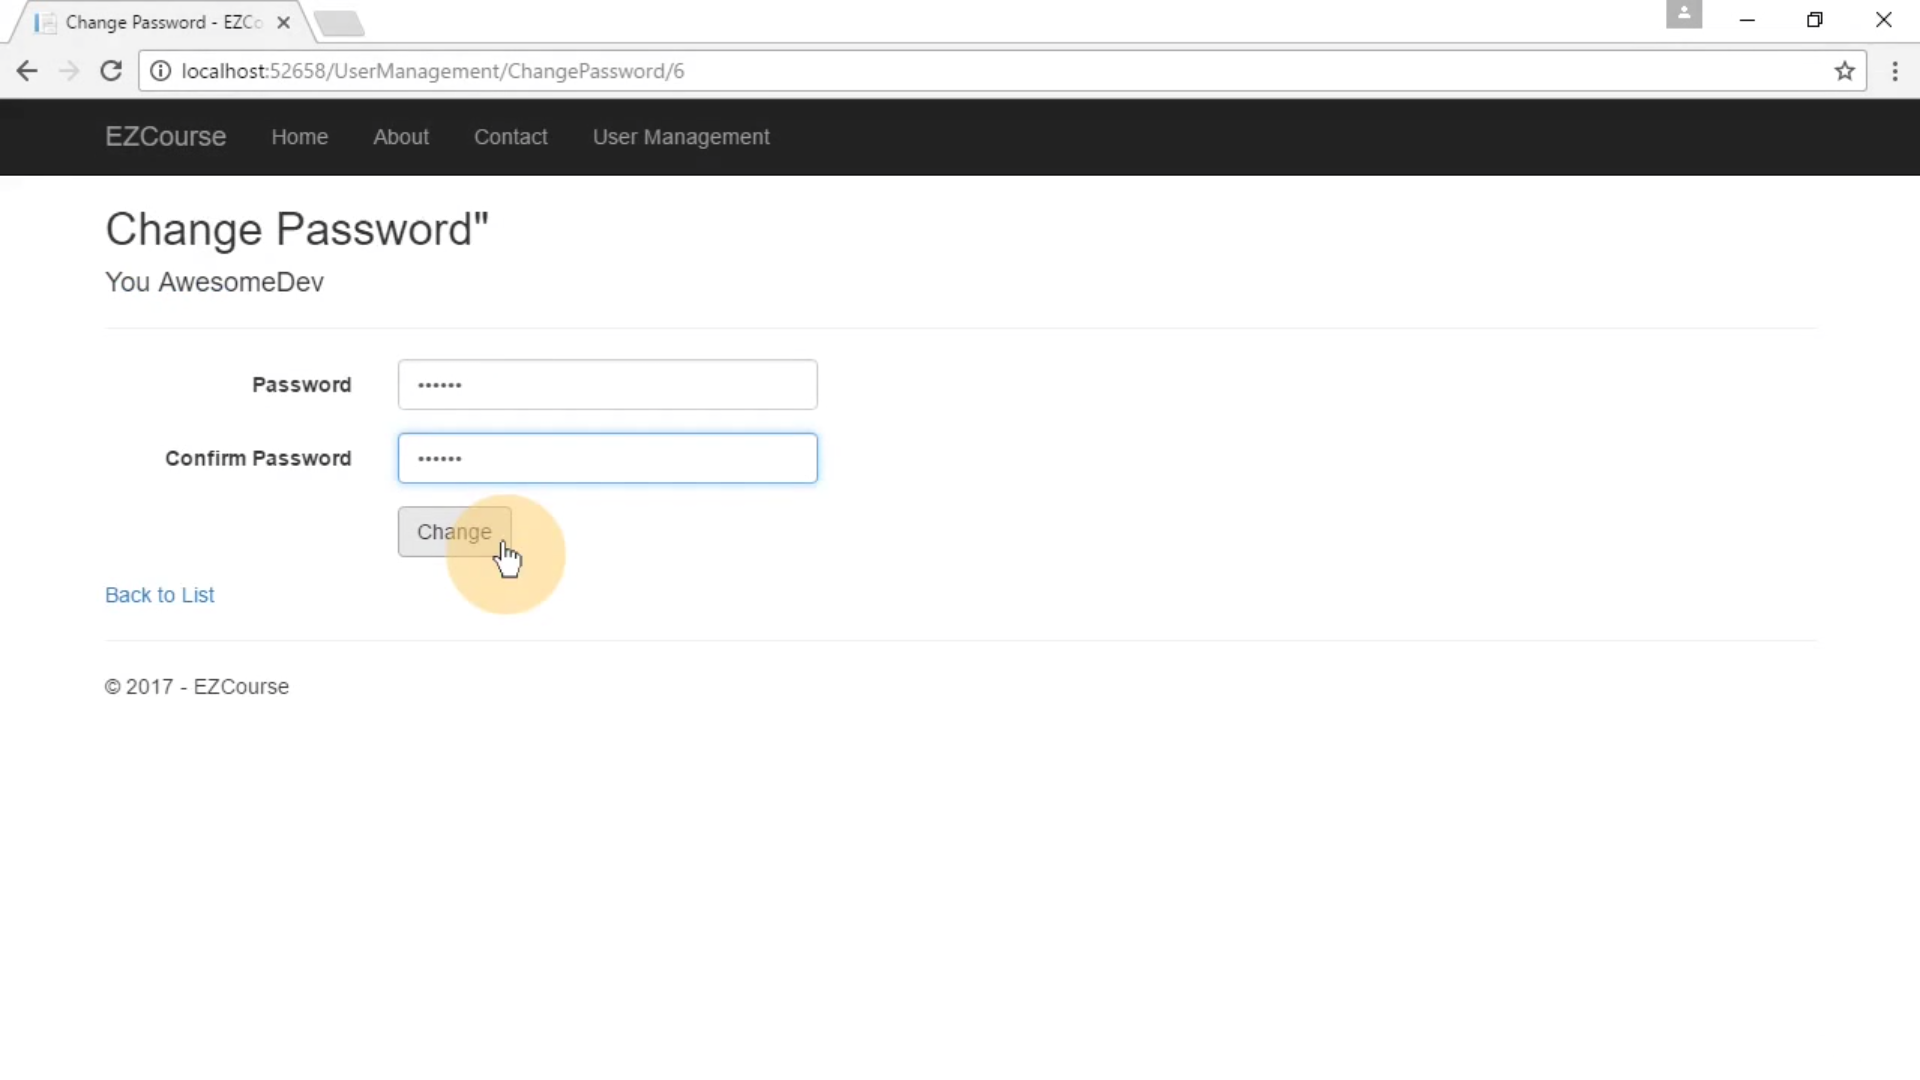 Change Password - EZCo
localhost:52658/UserManagement/ChangePassword/6
EZCourse Home About Contact User Management
Change Password"
You AwesomeDev
Password ••••••
Confirm Password ••••••
Change
Back to List
© 2017 - EZCourse